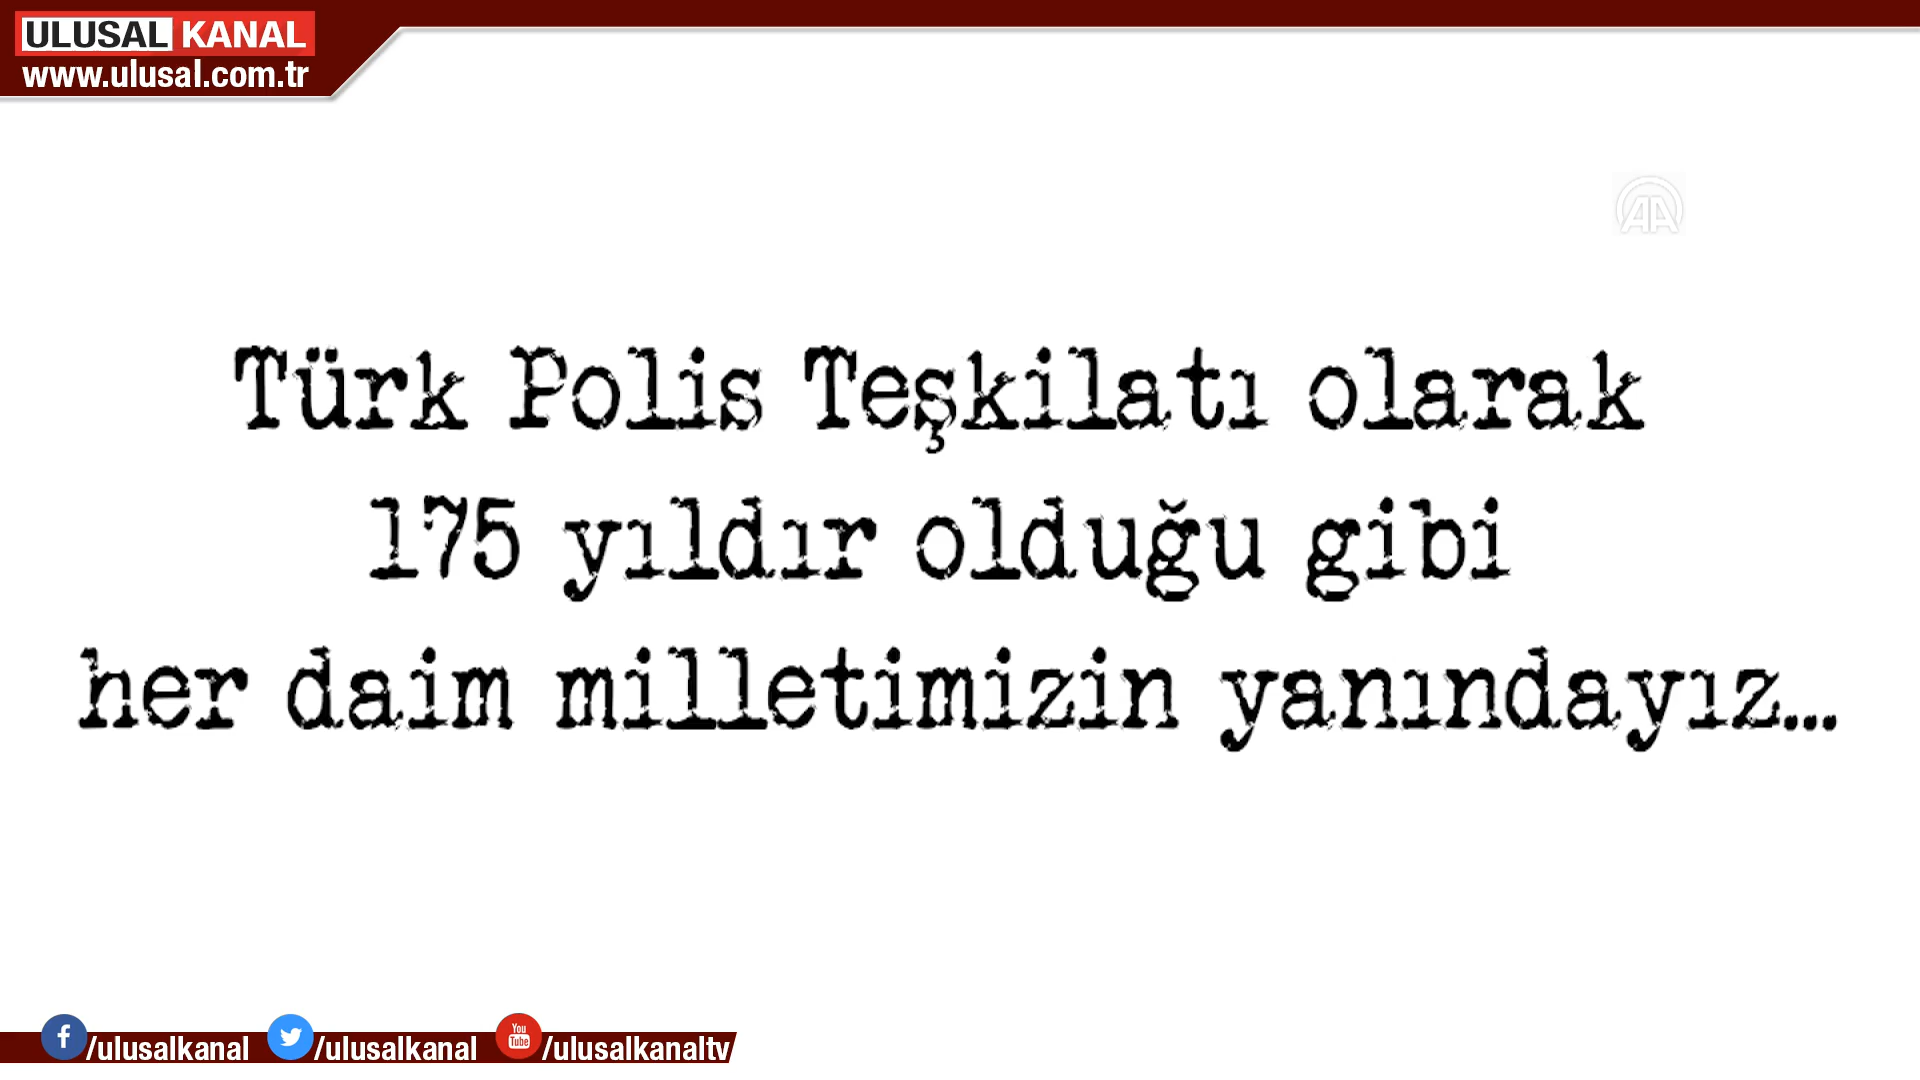 ULUSAL KANAL
www.ulusal.com.tr
AA
Türk Polis Teşkilatı olarak
175 yıldır olduğu gibi
her daim milletimizin yanındayız...
f /ulusalkanal /ulusalkanal You Tube /ulusalkanaltv